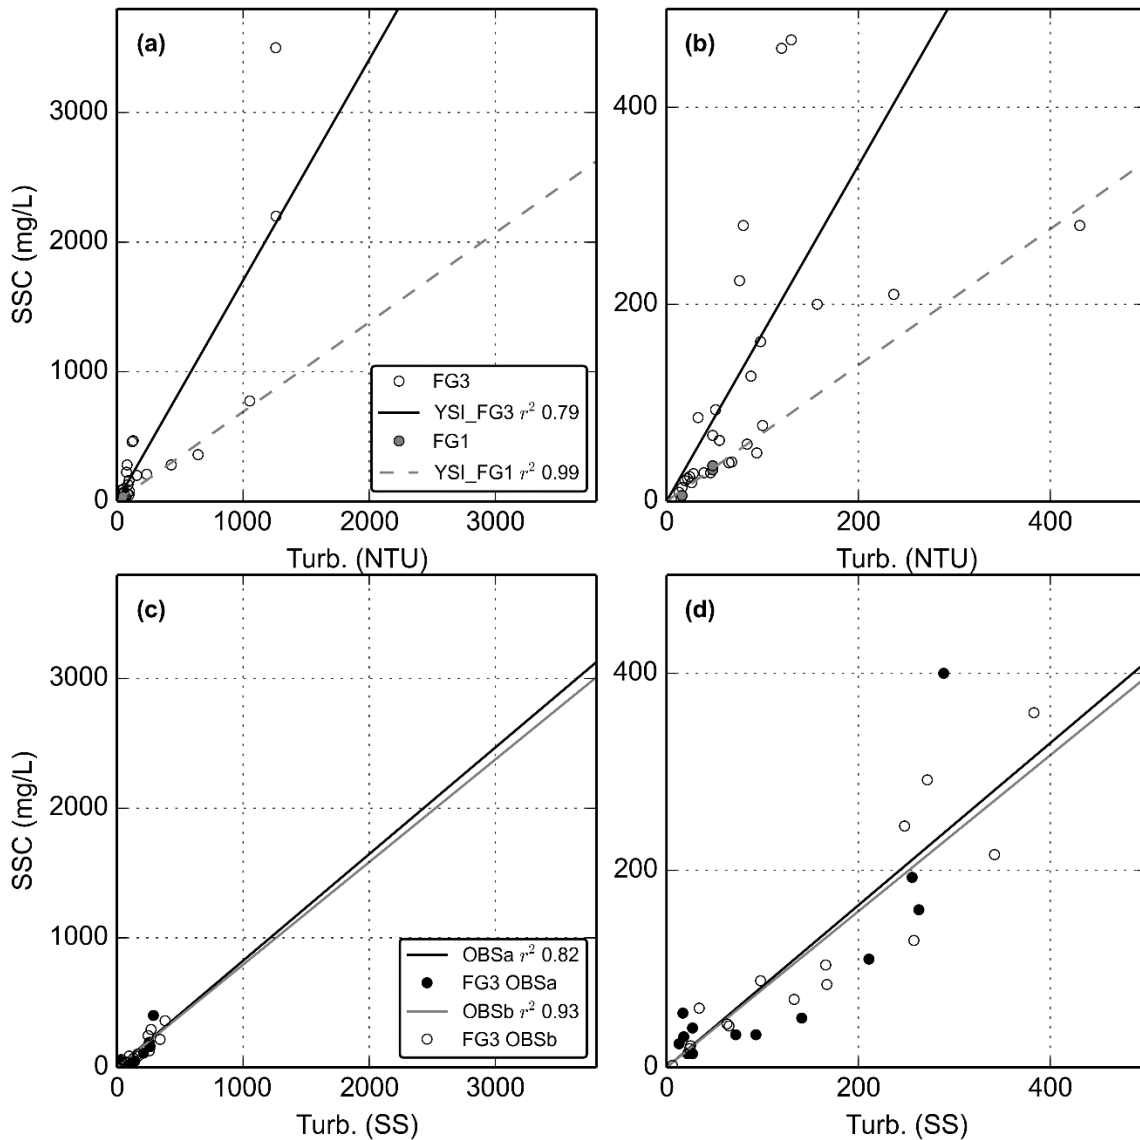 (a)
3000
2000
1000
0
SSC (mg/L)
0 1000 2000 3000
Turb. (NTU)
FG3
YSI_FG3 r² 0.79
FG1
YSI_FG1 r² 0.99
(b)
400
200
0
0 200 400
Turb. (NTU)
(c)
3000
2000
1000
0
SSC (mg/L)
0 1000 2000 3000
Turb. (SS)
OBSa r² 0.82
FG3 OBSa
OBSb r² 0.93
FG3 OBSb
(d)
400
200
0
0 200 400
Turb. (SS)